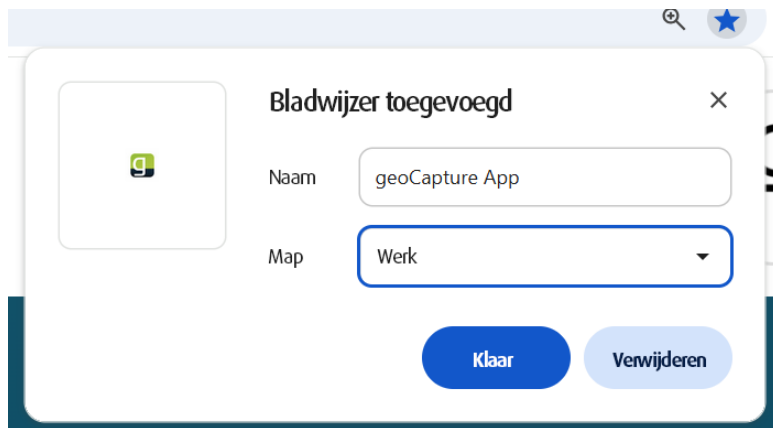 Bladwijzer toegevoegd
g
Naam
geoCapture App
Map
Werk
Klaar
Verwijderen